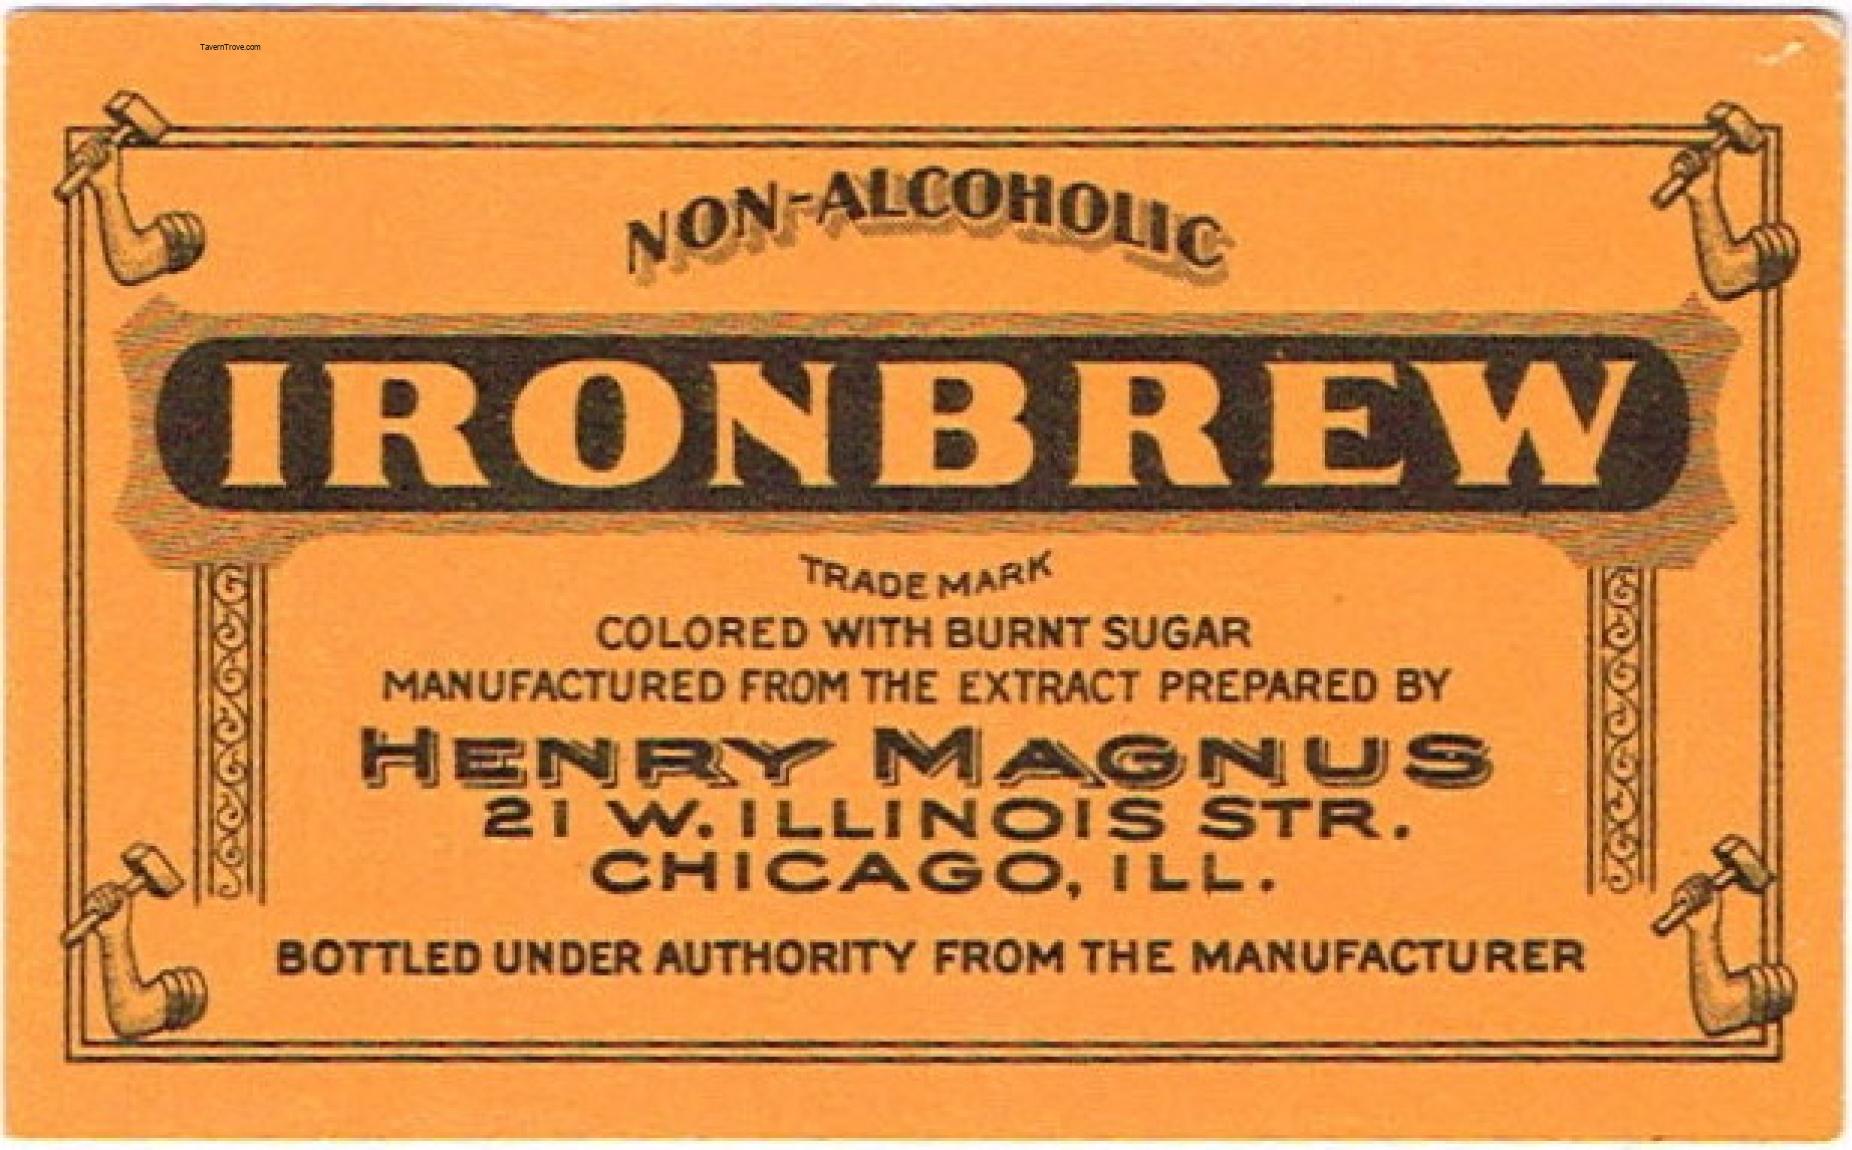 TavernTrove.com
NON-ALCOHOLIC
IRONBREW
TRADE MARK
COLORED WITH BURNT SUGAR
MANUFACTURED FROM THE EXTRACT PREPARED BY
HENRY MAGNUS
21 W. ILLINOIS STR.
CHICAGO, ILL.
BOTTLED UNDER AUTHORITY FROM THE MANUFACTURER